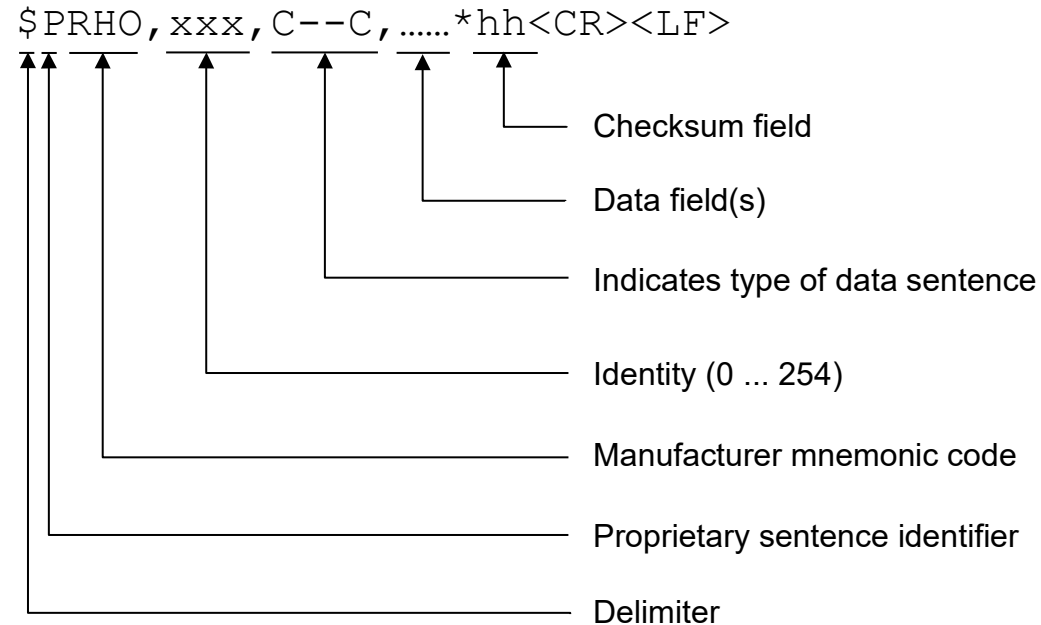 $PRHO,xxx,C--C,……*hh<CR><LF>
Checksum field
Data field(s)
Indicates type of data sentence
Identity (0 ... 254)
Manufacturer mnemonic code
Proprietary sentence identifier
Delimiter